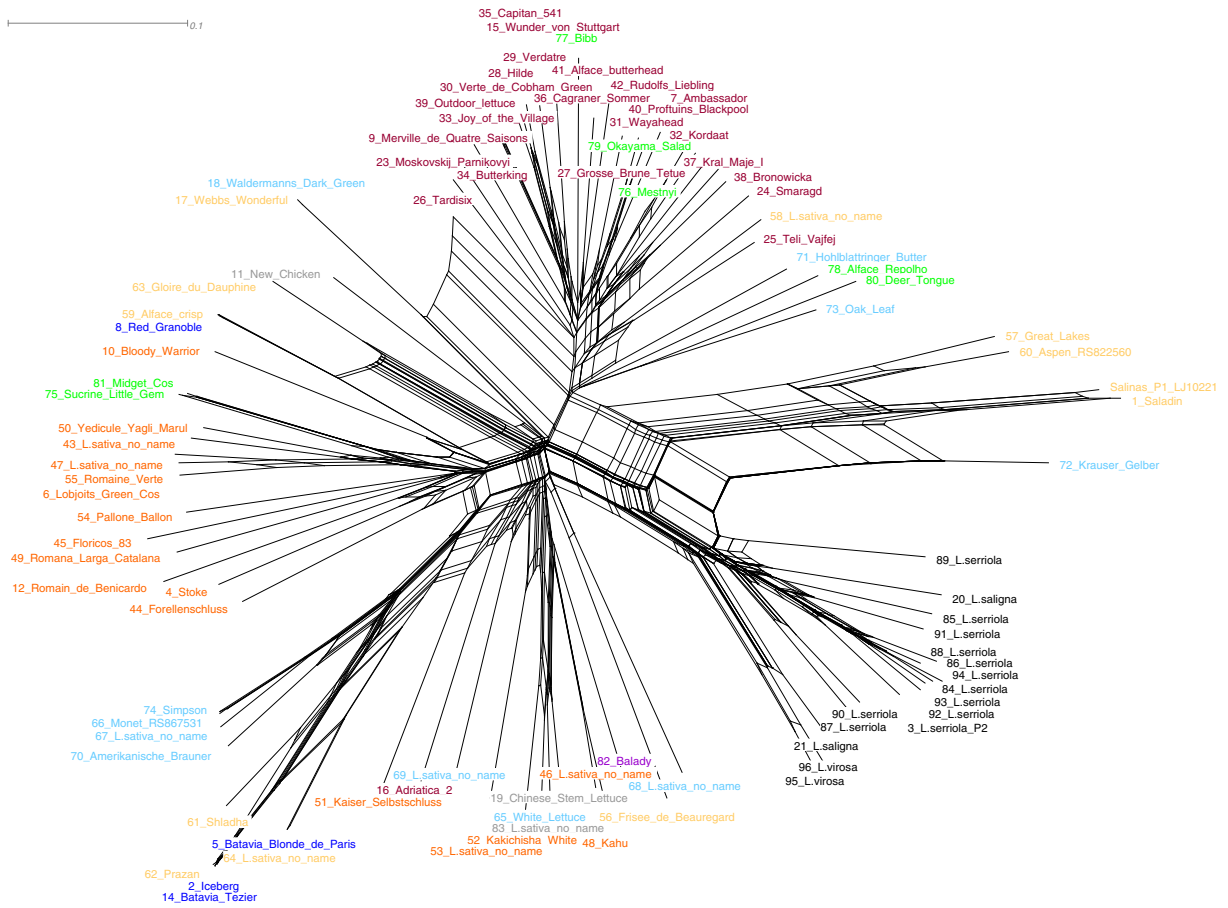 35_Capitan_541
15_Wunder_von_Stuttgart
0.1
77_Bibb
29_Verdatre
28_Hilde
41_Alface_butterhead
30_Verte_de_Cobham_Green
42_Rudolfs_Liebling
39_Outdoor_lettuce
36_Cagraner_Sommer
7_Ambassador
40_Proftuins_Blackpool
33_Joy_of_the_Village
31_Wayahead
9_Merville_de_Quatre_Saisons
32_Kordaat
79_Okayama_Salad
23_Moskovskij_Parnikovyi
37_Kral_Maje_I
34_Butterking
27_Grosse_Brune_Tetue
38_Bronowicka
18_Waldermanns_Dark_Green
76_Mestnyi
24_Smaragd
17_Webbs_Wonderful
26_Tardisix
58_L.sativa_no_name
25_Teli_Vajfej
71_Hohlblattringer_Butter
11_New_Chicken
78_Alface_Repolho
80_Deer_Tongue
63_Gloire_du_Dauphine
73_Oak_Leaf
59_Alface_crisp
8_Red_Granoble
57_Great_Lakes
10_Bloody_Warrior
60_Aspen_RS822560
81_Midget_Cos
75_Sucrine_Little_Gem
Salinas_P1_LJ10221
1_Saladin
50_Yedicule_Yagli_Marul
43_L.sativa_no_name
47_L.sativa_no_name
72_Krauser_Gelber
55_Romaine_Verte
6_Lobjoits_Green_Cos
54_Pallone_Ballon
45_Floricos_83
49_Romana_Larga_Catalana
89_L.serriola
12_Romain_de_Benicardo
4_Stoke
20_L.saligna
44_Forellenschluss
85_L.serriola
91_L.serriola
88_L.serriola
86_L.serriola
94_L.serriola
84_L.serriola
93_L.serriola
74_Simpson
90_L.serriola
92_L.serriola
66_Monet_RS867531
87_L.serriola
3_L.serriola_P2
67_L.sativa_no_name
21_L.saligna
70_Amerikanische_Brauner
82_Balady
96_L.virosa
69_L.sativa_no_name
46_L.sativa_no_name
95_L.virosa
16_Adriatica_2
68_L.sativa_no_name
51_Kaiser_Selbstschluss
19_Chinese_Stem_Lettuce
61_Shladha
65_White_Lettuce
56_Frisee_de_Beauregard
83_L.sativa_no_name
5_Batavia_Blonde_de_Paris
52_Kakichisha_White
48_Kahu
53_L.sativa_no_name
64_L.sativa_no_name
62_Prazan
2_Iceberg
14_Batavia_Tezier